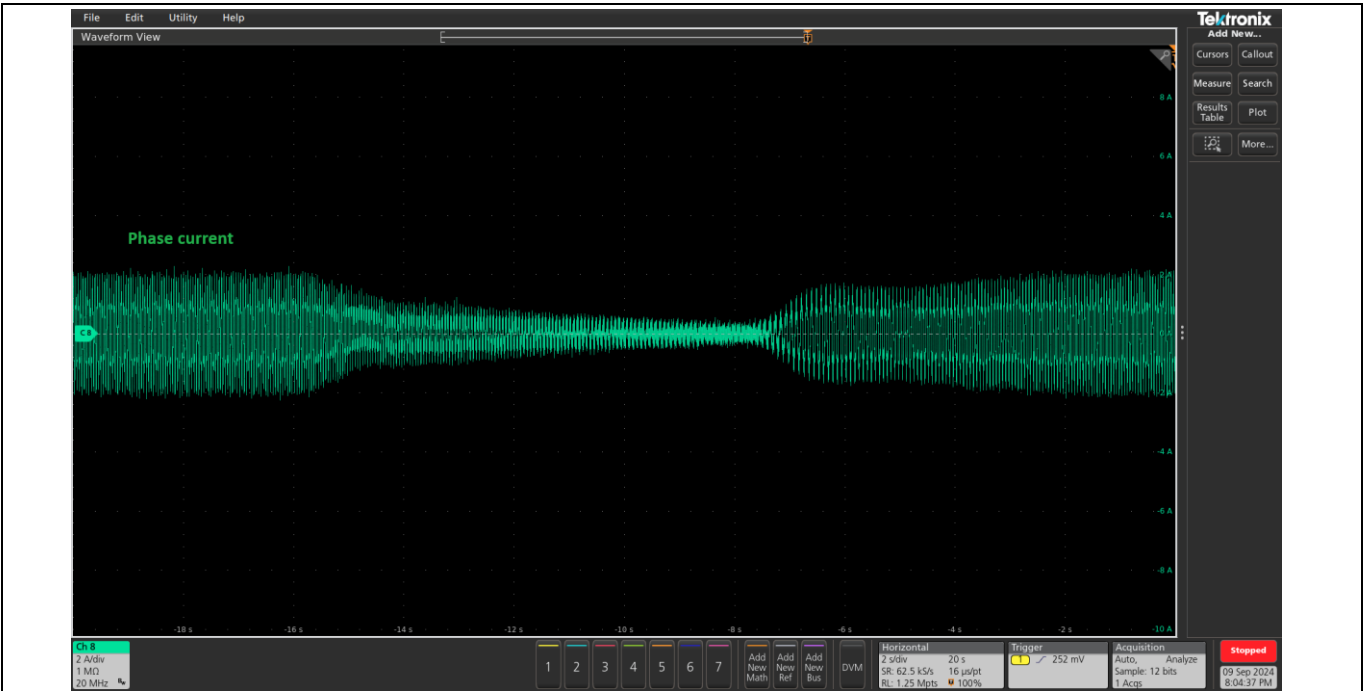 File Edit Utility Help
Tektronix
Waveform View
Add New...
Cursors Callout
Measure Search
Results Table Plot
More...
8 A
6 A
4 A
Phase current
2 A
C 8
0 A
-2 A
-4 A
-6 A
-8 A
-10 A
-18 s -16 s -14 s -12 s -10 s -8 s -6 s -4 s -2 s
Ch 8
2 A/div
1 MΩ
20 MHz
1 2 3 4 5 6 7
Add New Math
Add New Ref
Add New Bus
DVM
Horizontal
2 s/div 20 s
SR: 62.5 kS/s 16 µs/pt
RL: 1.25 Mpts 100%
Trigger
1 252 mV
Acquisition
Auto, Analyze
Sample: 12 bits
1 Acqs
Stopped
09 Sep 2024
8:04:37 PM